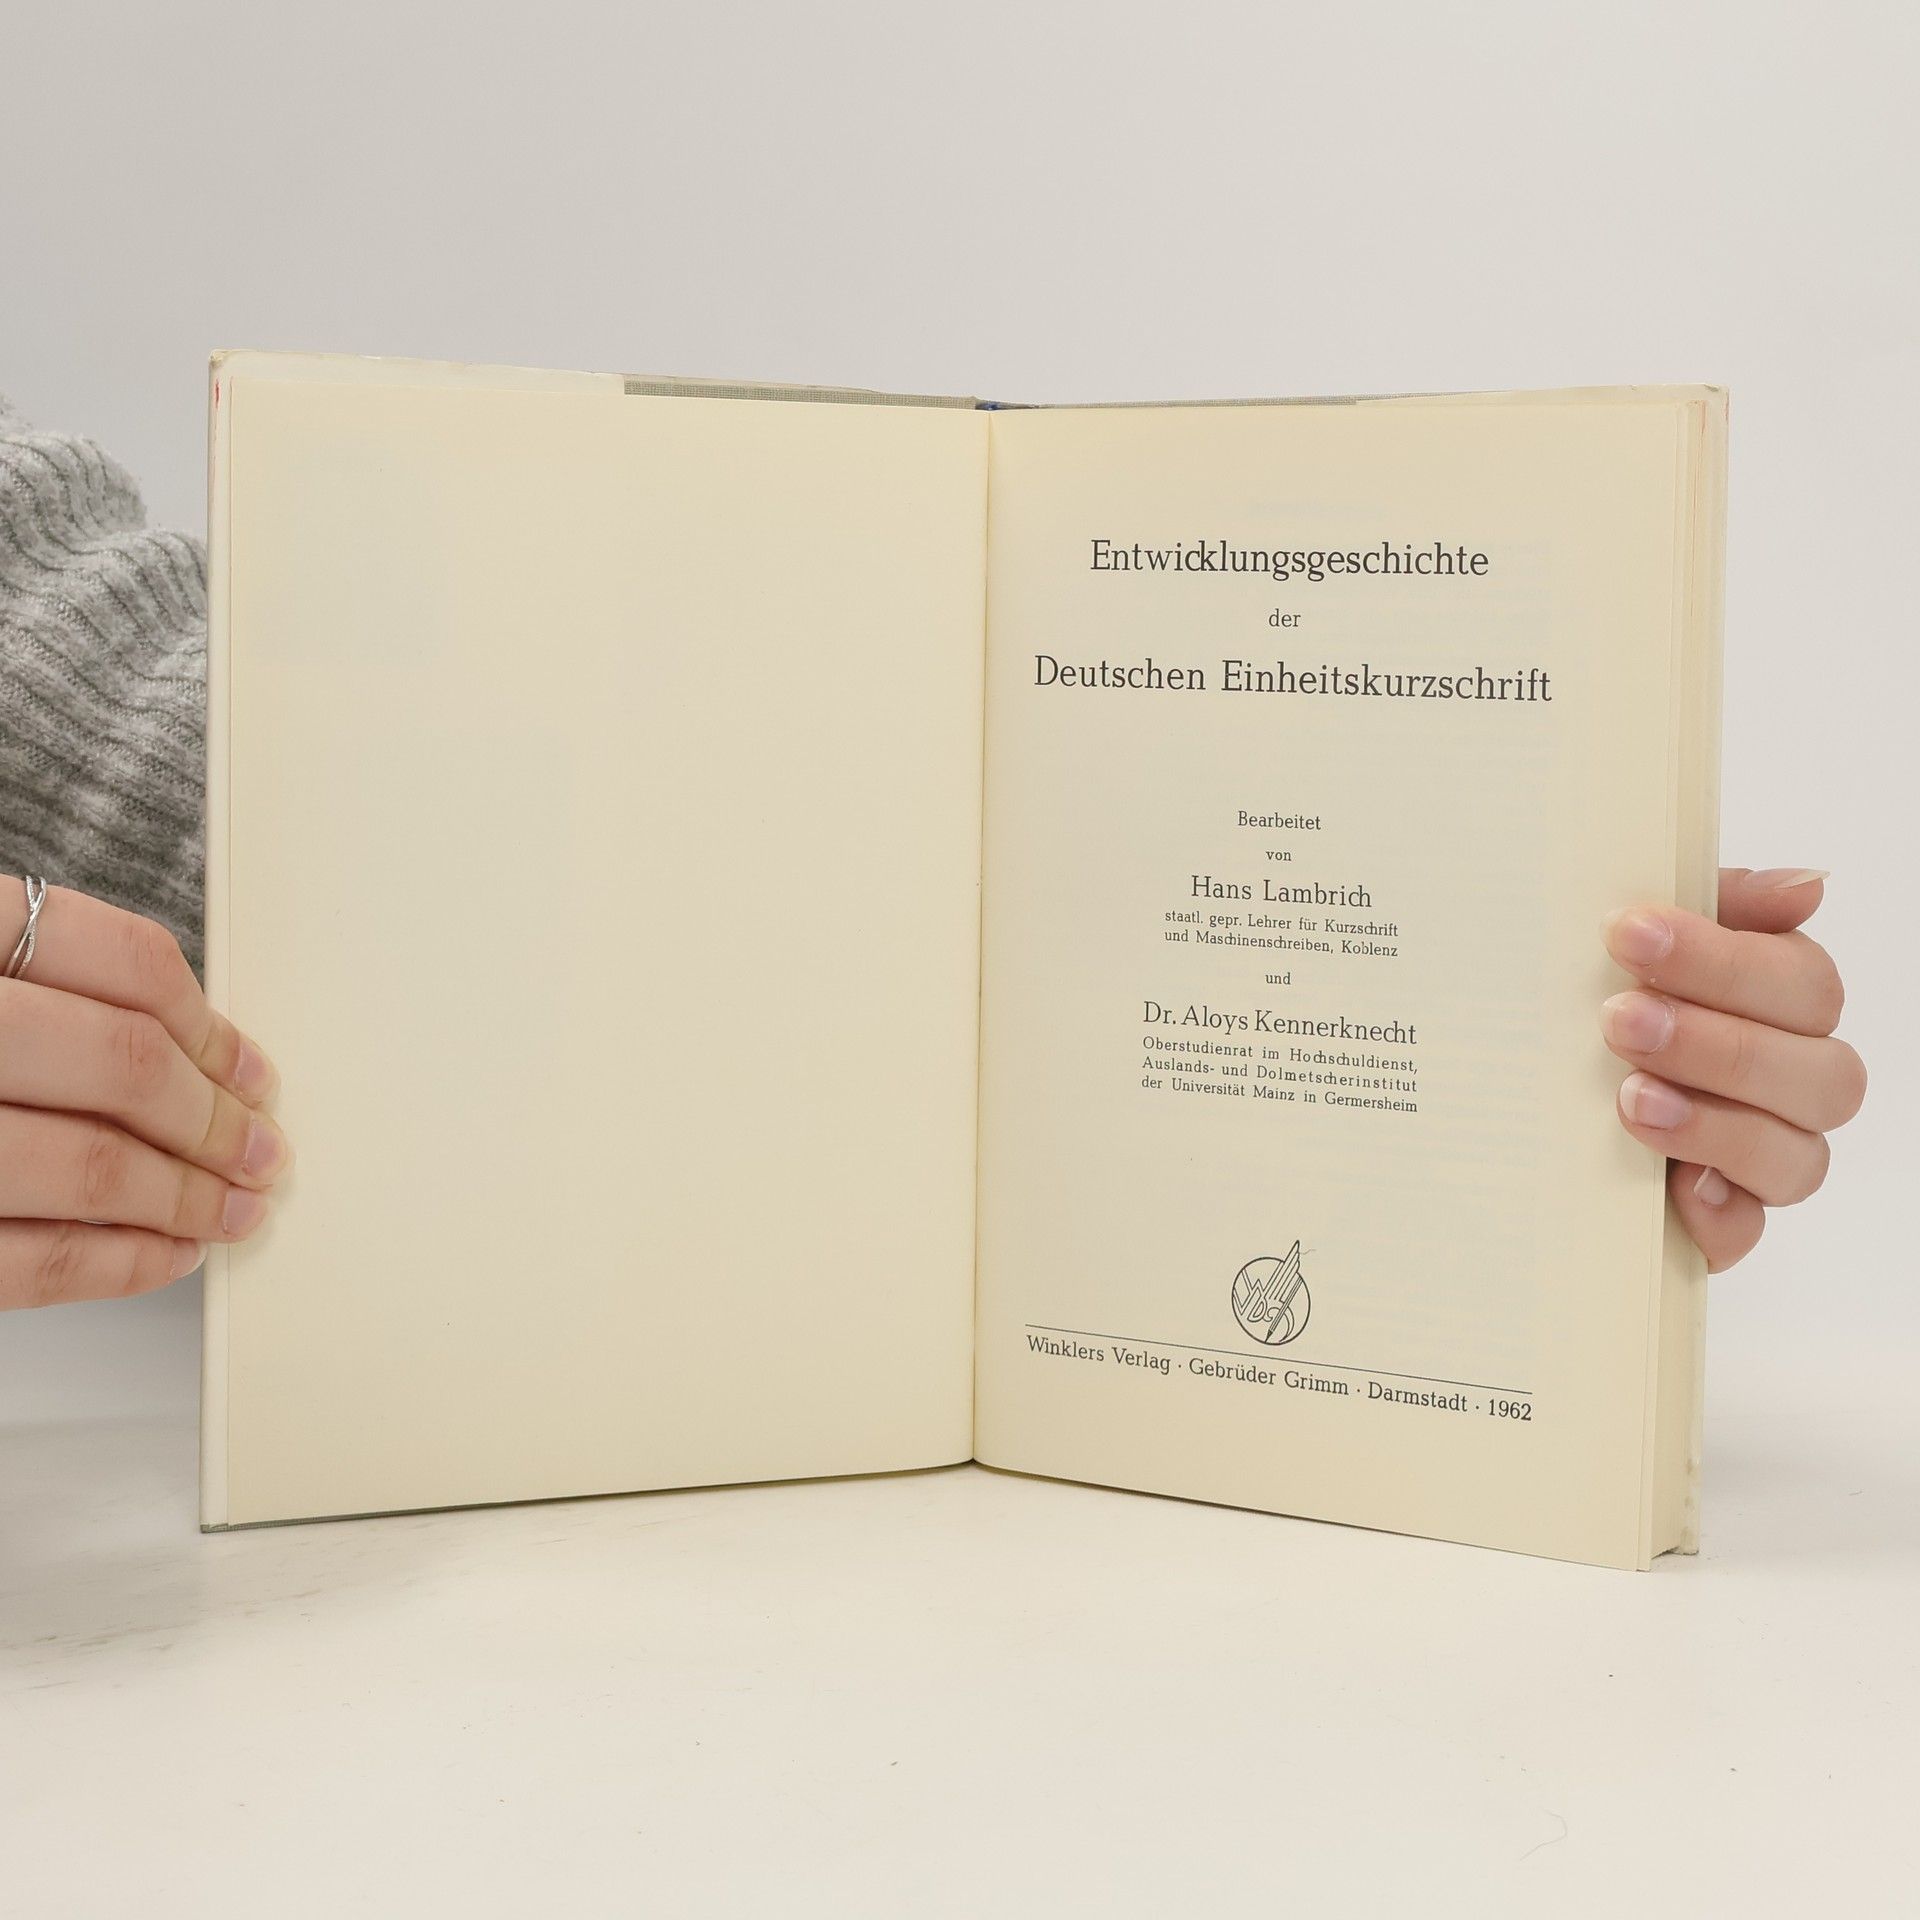 Entwicklungsgeschichte
der
Deutschen Einheitskurzschrift
Bearbeitet
von
Hans Lambrich
staatl. gepr. Lehrer für Kurzschrift
und Maschinenschreiben, Koblenz
und
Dr. Aloys Kennerknecht
Oberstudienrat im Hochschuldienst,
Auslands- und Dolmetscherinstitut
der Universität Mainz in Germersheim
Winklers Verlag · Gebrüder Grimm · Darmstadt · 1962